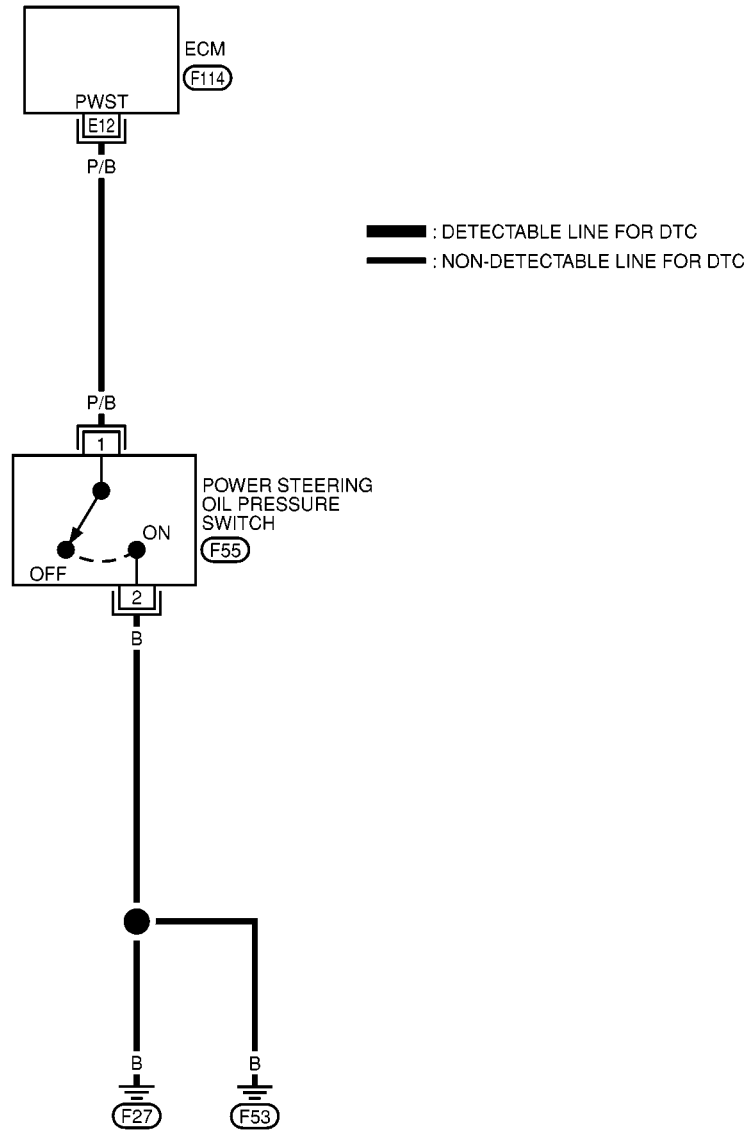 ECM
F114
PWST
E12
P/B
: DETECTABLE LINE FOR DTC
: NON-DETECTABLE LINE FOR DTC
P/B
1
POWER STEERING
OIL PRESSURE
SWITCH
F55
ON
OFF
2
B
B
B
F27
F53